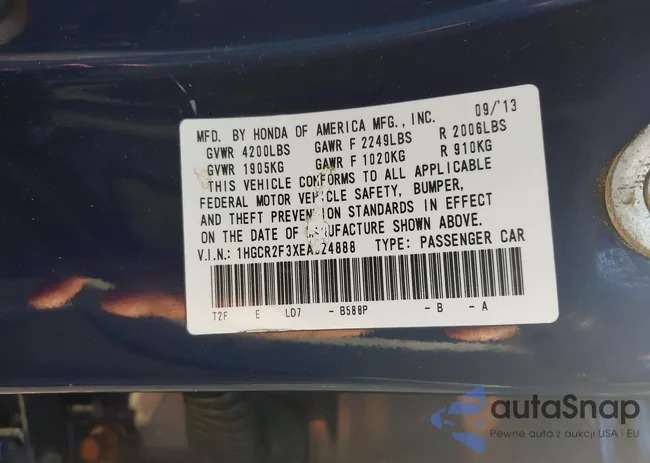 MFD. BY HONDA OF AMERICA MFG., INC. 09/'13
GVWR 4200LBS GAWR F 2249LBS R 2006LBS
GVWR 1905KG GAWR F 1020KG R 910KG
THIS VEHICLE CONFORMS TO ALL APPLICABLE
FEDERAL MOTOR VEHICLE SAFETY, BUMPER,
AND THEFT PREVENTION STANDARDS IN EFFECT
ON THE DATE OF MANUFACTURE SHOWN ABOVE.
V.I.N.: TYPE: PASSENGER CAR
T2F E LD7 - B588P - B - A
autaSnap
Pewne auta z aukcji USA i EU